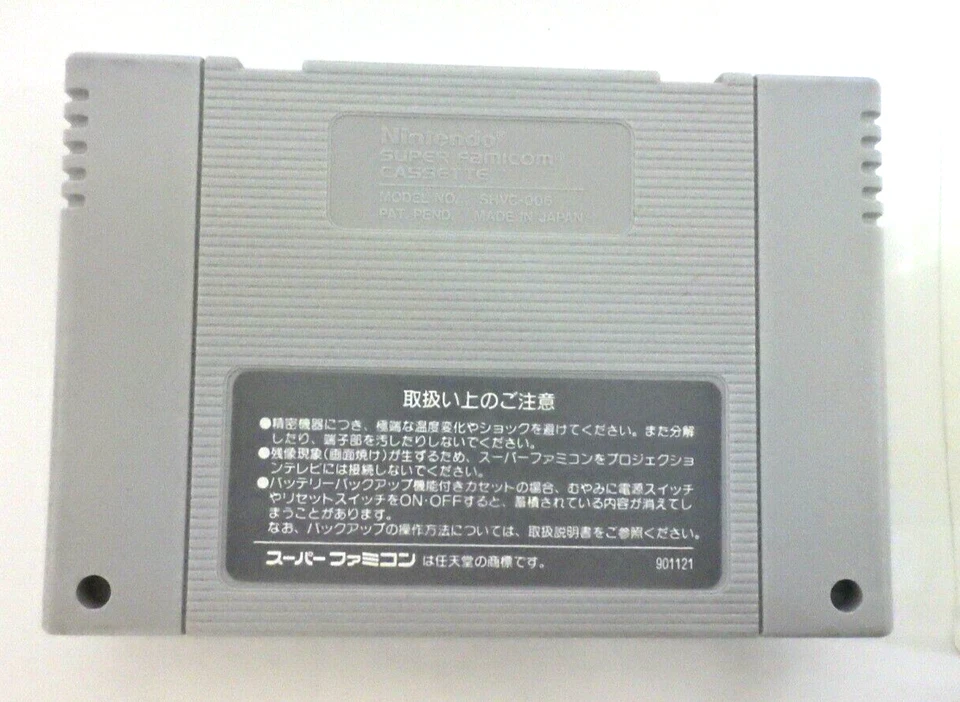 Nintendo
SUPER FAMICOM
CASSETTE
MODEL NO. SHVC-006
PAT. PEND. MADE IN JAPAN
取扱い上のご注意
●精密機器につき、極端な温度変化やショックを避けてください。また分解
したり、端子部を汚したりしないでください。
●残像現象(画面焼け)が生ずるため、スーパーファミコンをプロジェクショ
ンテレビには接続しないでください。
●バッテリーバックアップ機能付きカセットの場合、むやみに電源スイッチ
やリセットスイッチをON・OFFすると、蓄積されている内容が消えてし
まうことがあります。
なお、バックアップの操作方法については、取扱説明書をご参照ください。
スーパーファミコンは任天堂の商標です。 901121